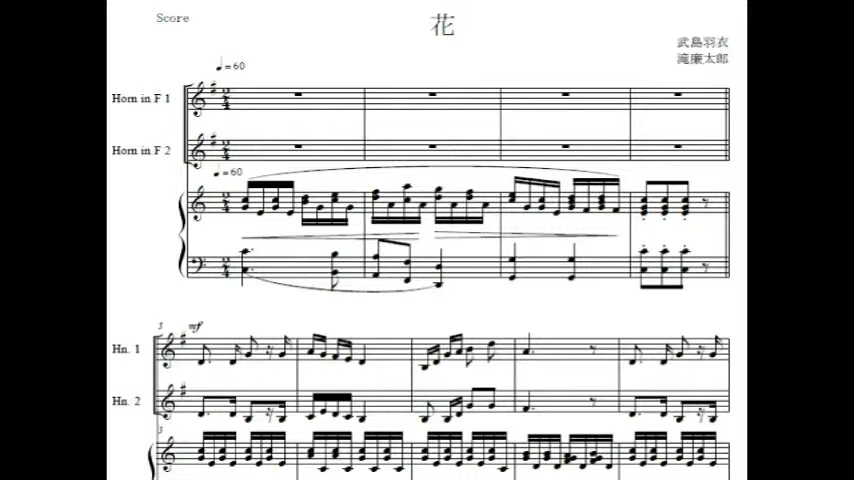 Score
花
武島羽衣
滝廉太郎
♩=60
Horn in F 1
Horn in F 2
♩=60
5
mf
Hn. 1
Hn. 2
5